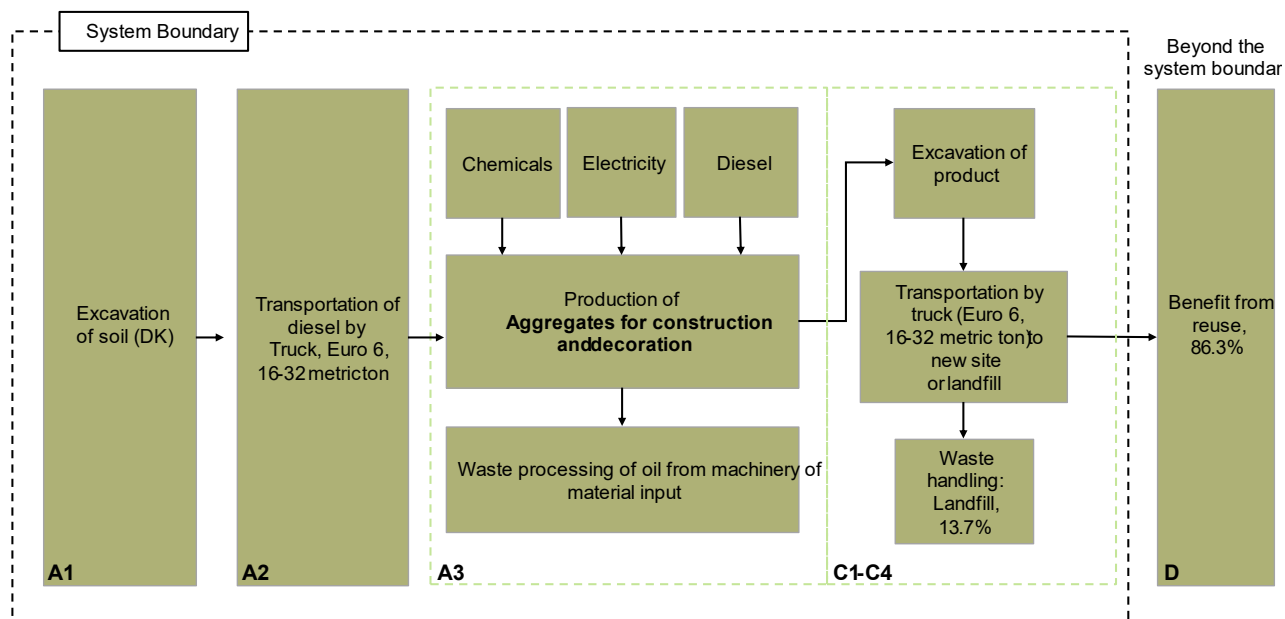 System Boundary
Beyond the
system boundar
Excavation
of soil (DK)
A1
Transportation of
diesel by
Truck, Euro 6,
16-32 metricton
A2
Chemicals
Electricity
Diesel
Production of
Aggregates for construction
anddecoration
Waste processing of oil from machinery of
material input
A3
Excavation of
product
Transportation by
truck (Euro 6,
16-32 metric ton)to
new site
or landfill
Waste
handling:
Landfill,
13.7%
C1-C4
Benefit from
reuse,
86.3%
D